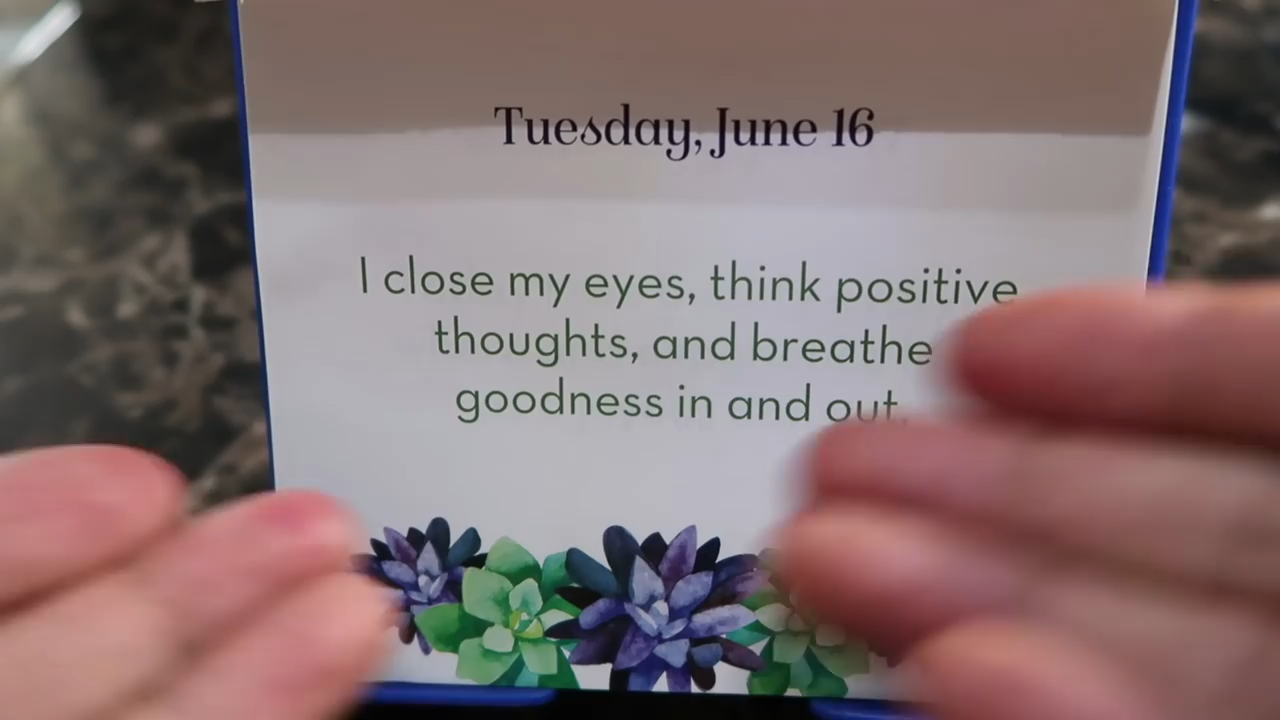 Tuesday, June 16
I close my eyes, think positive
thoughts, and breathe
goodness in and out.